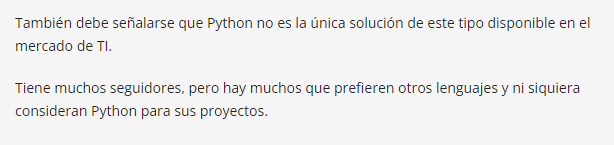 También debe señalarse que Python no es la única solución de este tipo disponible en el
mercado de TI.
Tiene muchos seguidores, pero hay muchos que prefieren otros lenguajes y ni siquiera
consideran Python para sus proyectos.